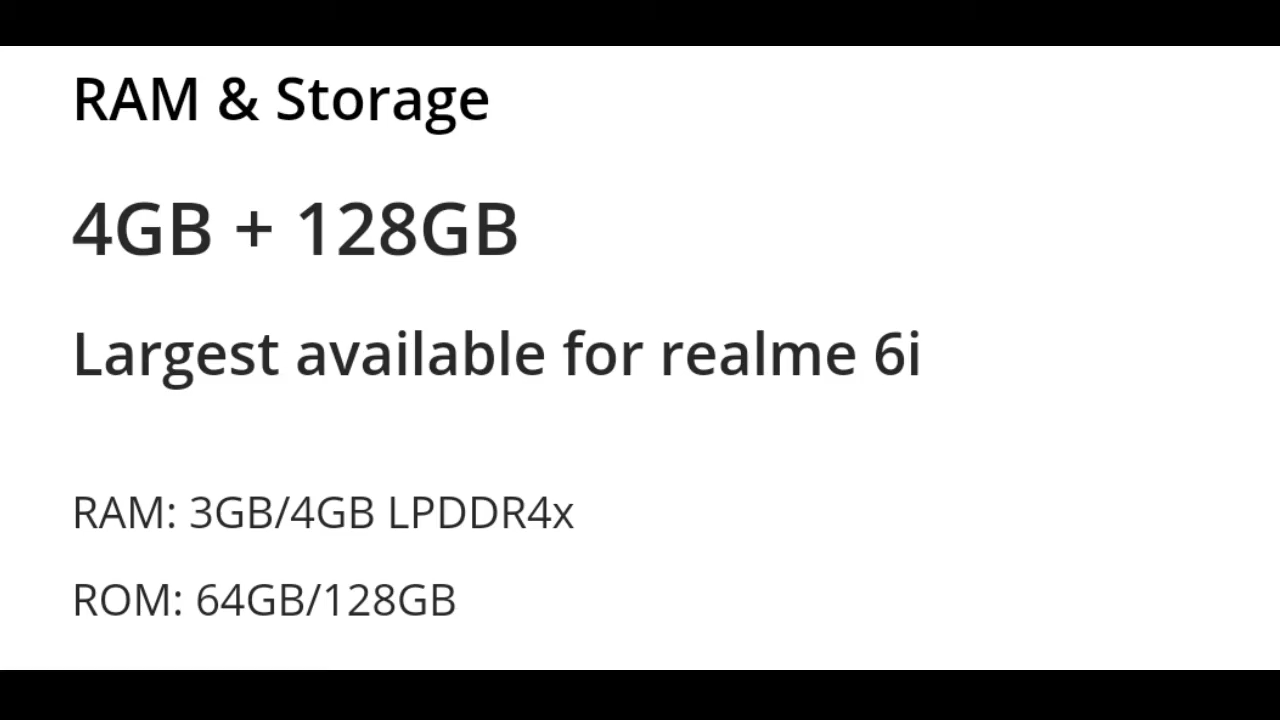 RAM & Storage
4GB + 128GB
Largest available for realme 6i
RAM: 3GB/4GB LPDDR4x
ROM: 64GB/128GB